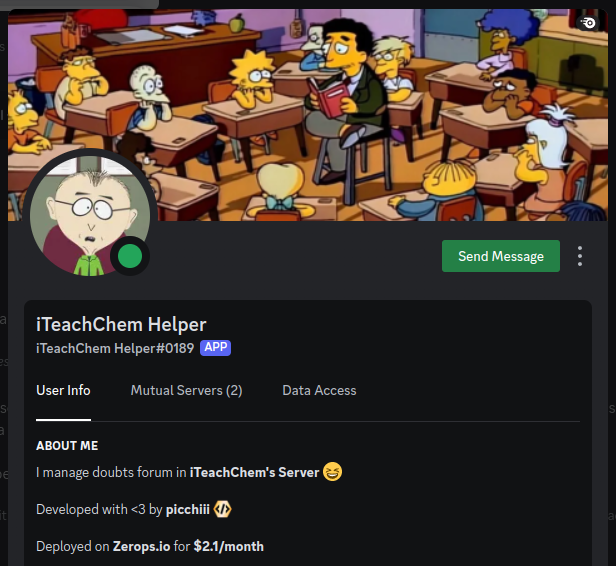 Send Message
iTeachChem Helper
iTeachChem Helper#0189 APP
User Info Mutual Servers (2) Data Access
ABOUT ME
I manage doubts forum in iTeachChem's Server 😆
Developed with <3 by picchiii
Deployed on Zerops.io for $2.1/month